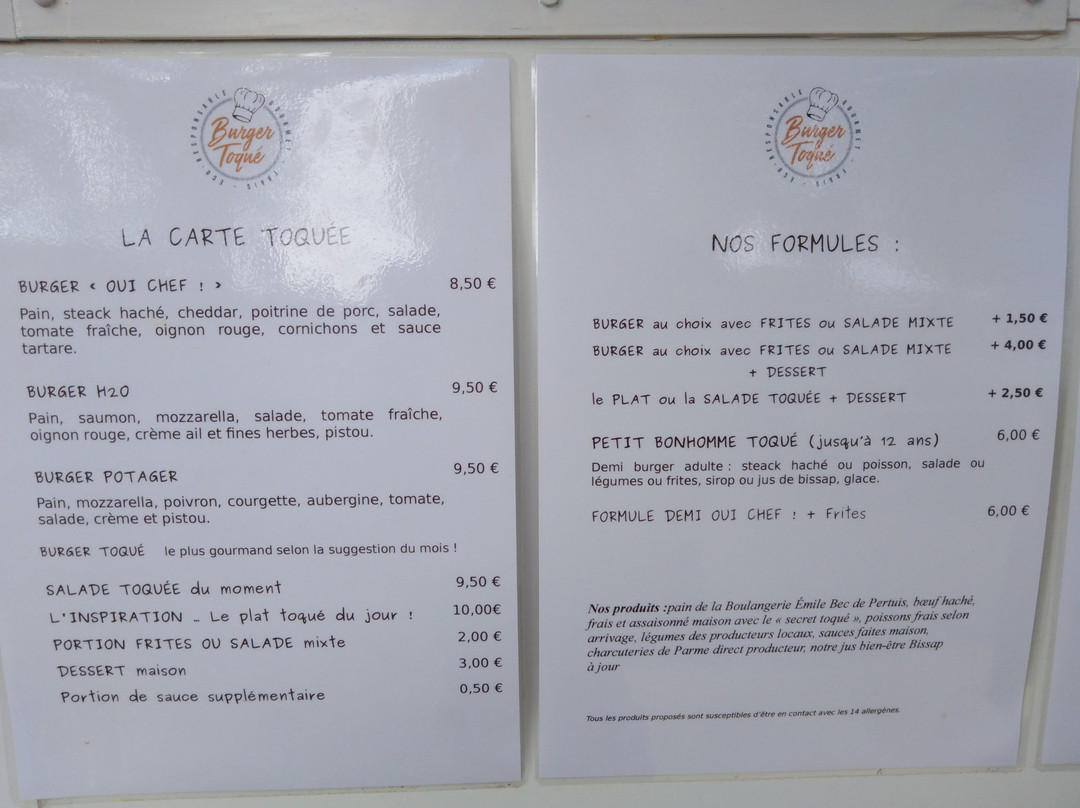 ECO-RESPONSABLE - GOURMET - FRAIS -
Burger
Toqué
LA CARTE TOQUÉE
BURGER « OUI CHEF ! » 8,50 €
Pain, steack haché, cheddar, poitrine de porc, salade,
tomate fraîche, oignon rouge, cornichons et sauce
tartare.
BURGER H2O 9,50 €
Pain, saumon, mozzarella, salade, tomate fraîche,
oignon rouge, crème ail et fines herbes, pistou.
BURGER POTAGER 9,50 €
Pain, mozzarella, poivron, courgette, aubergine, tomate,
salade, crème et pistou.
BURGER TOQUÉ le plus gourmand selon la suggestion du mois !
SALADE TOQUÉE du moment 9,50 €
L'INSPIRATION … Le plat toqué du jour ! 10,00€
PORTION FRITES OU SALADE mixte 2,00 €
DESSERT maison 3,00 €
Portion de sauce supplémentaire 0,50 €
ECO-RESPONSABLE - GOURMET - FRAIS -
Burger
Toqué
NOS FORMULES :
BURGER au choix avec FRITES ou SALADE MIXTE + 1,50 €
BURGER au choix avec FRITES ou SALADE MIXTE + 4,00 €
+ DESSERT
le PLAT ou la SALADE TOQUÉE + DESSERT + 2,50 €
PETIT BONHOMME TOQUÉ (jusqu'à 12 ans) 6,00 €
Demi burger adulte : steack haché ou poisson, salade ou
légumes ou frites, sirop ou jus de bissap, glace.
FORMULE DEMI OUI CHEF ! + Frites 6,00 €
Nos produits :pain de la Boulangerie Émile Bec de Pertuis, bœuf haché,
frais et assaisonné maison avec le « secret toqué », poissons frais selon
arrivage, légumes des producteurs locaux, sauces faites maison,
charcuteries de Parme direct producteur, notre jus bien-être Bissap
à jour
Tous les produits proposés sont susceptibles d'être en contact avec les 14 allergènes.